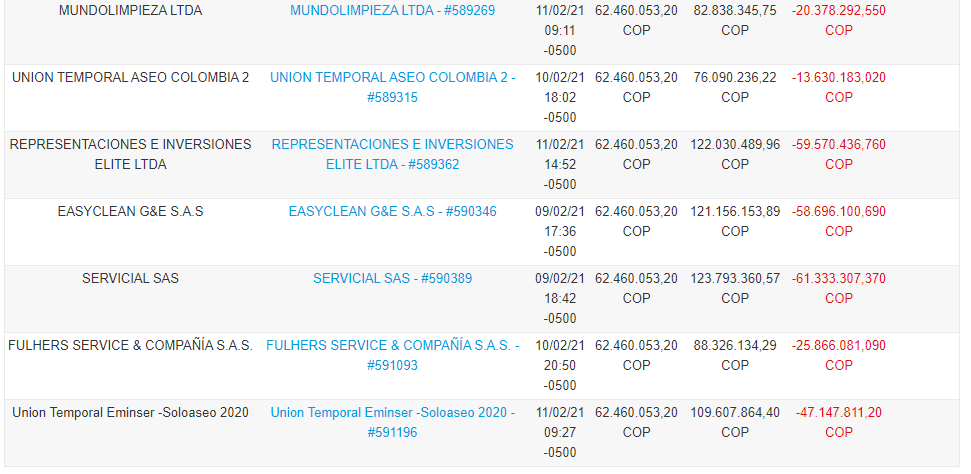 MUNDOLIMPIEZA LTDA MUNDOLIMPIEZA LTDA - #589269 11/02/21 62.460.053,20 82.838.345,75 -20.378.292,550
09:11 COP COP COP
-0500
UNION TEMPORAL ASEO COLOMBIA 2 UNION TEMPORAL ASEO COLOMBIA 2 - 10/02/21 62.460.053,20 76.090.236,22 -13.630.183,020
#589315 18:02 COP COP COP
-0500
REPRESENTACIONES E INVERSIONES REPRESENTACIONES E INVERSIONES 11/02/21 62.460.053,20 122.030.489,96 -59.570.436,760
ELITE LTDA ELITE LTDA - #589362 14:52 COP COP COP
-0500
EASYCLEAN G&E S.A.S EASYCLEAN G&E S.A.S - #590346 09/02/21 62.460.053,20 121.156.153,89 -58.696.100,690
17:36 COP COP COP
-0500
SERVICIAL SAS SERVICIAL SAS - #590389 09/02/21 62.460.053,20 123.793.360,57 -61.333.307,370
18:42 COP COP COP
-0500
FULHERS SERVICE & COMPAÑÍA S.A.S. FULHERS SERVICE & COMPAÑÍA S.A.S. - 10/02/21 62.460.053,20 88.326.134,29 -25.866.081,090
#591093 20:50 COP COP COP
-0500
Union Temporal Eminser -Soloaseo 2020 Union Temporal Eminser -Soloaseo 2020 - 11/02/21 62.460.053,20 109.607.864,40 -47.147.811,20
#591196 09:27 COP COP COP
-0500